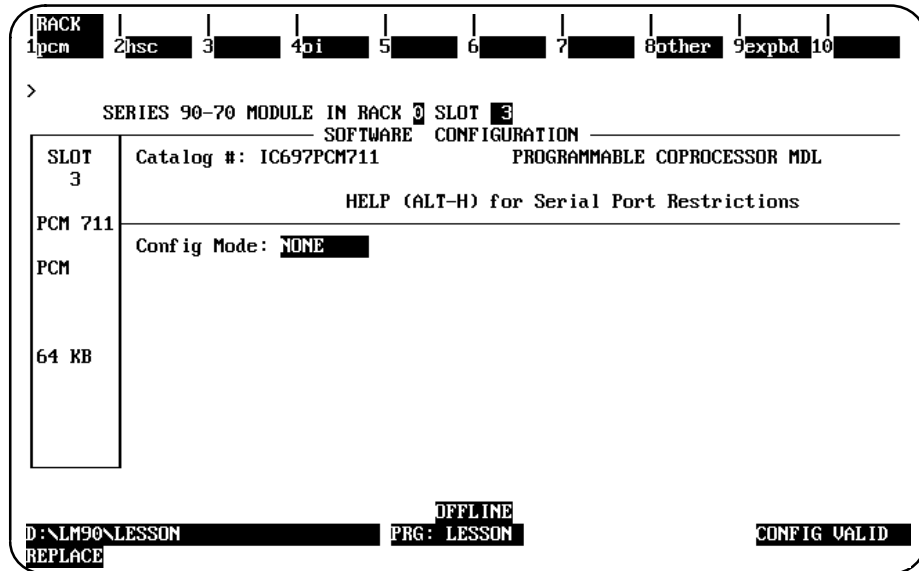 RACK
1pcm 2hsc 3 4oi 5 6 7 8other 9expbd 10
>
SERIES 90-70 MODULE IN RACK 0 SLOT 3
SOFTWARE CONFIGURATION
SLOT 3
Catalog #: IC697PCM711 PROGRAMMABLE COPROCESSOR MDL
HELP (ALT-H) for Serial Port Restrictions
PCM 711
Config Mode: NONE
PCM
64 KB
OFFLINE
D:\LM90\LESSON PRG: LESSON CONFIG VALID
REPLACE